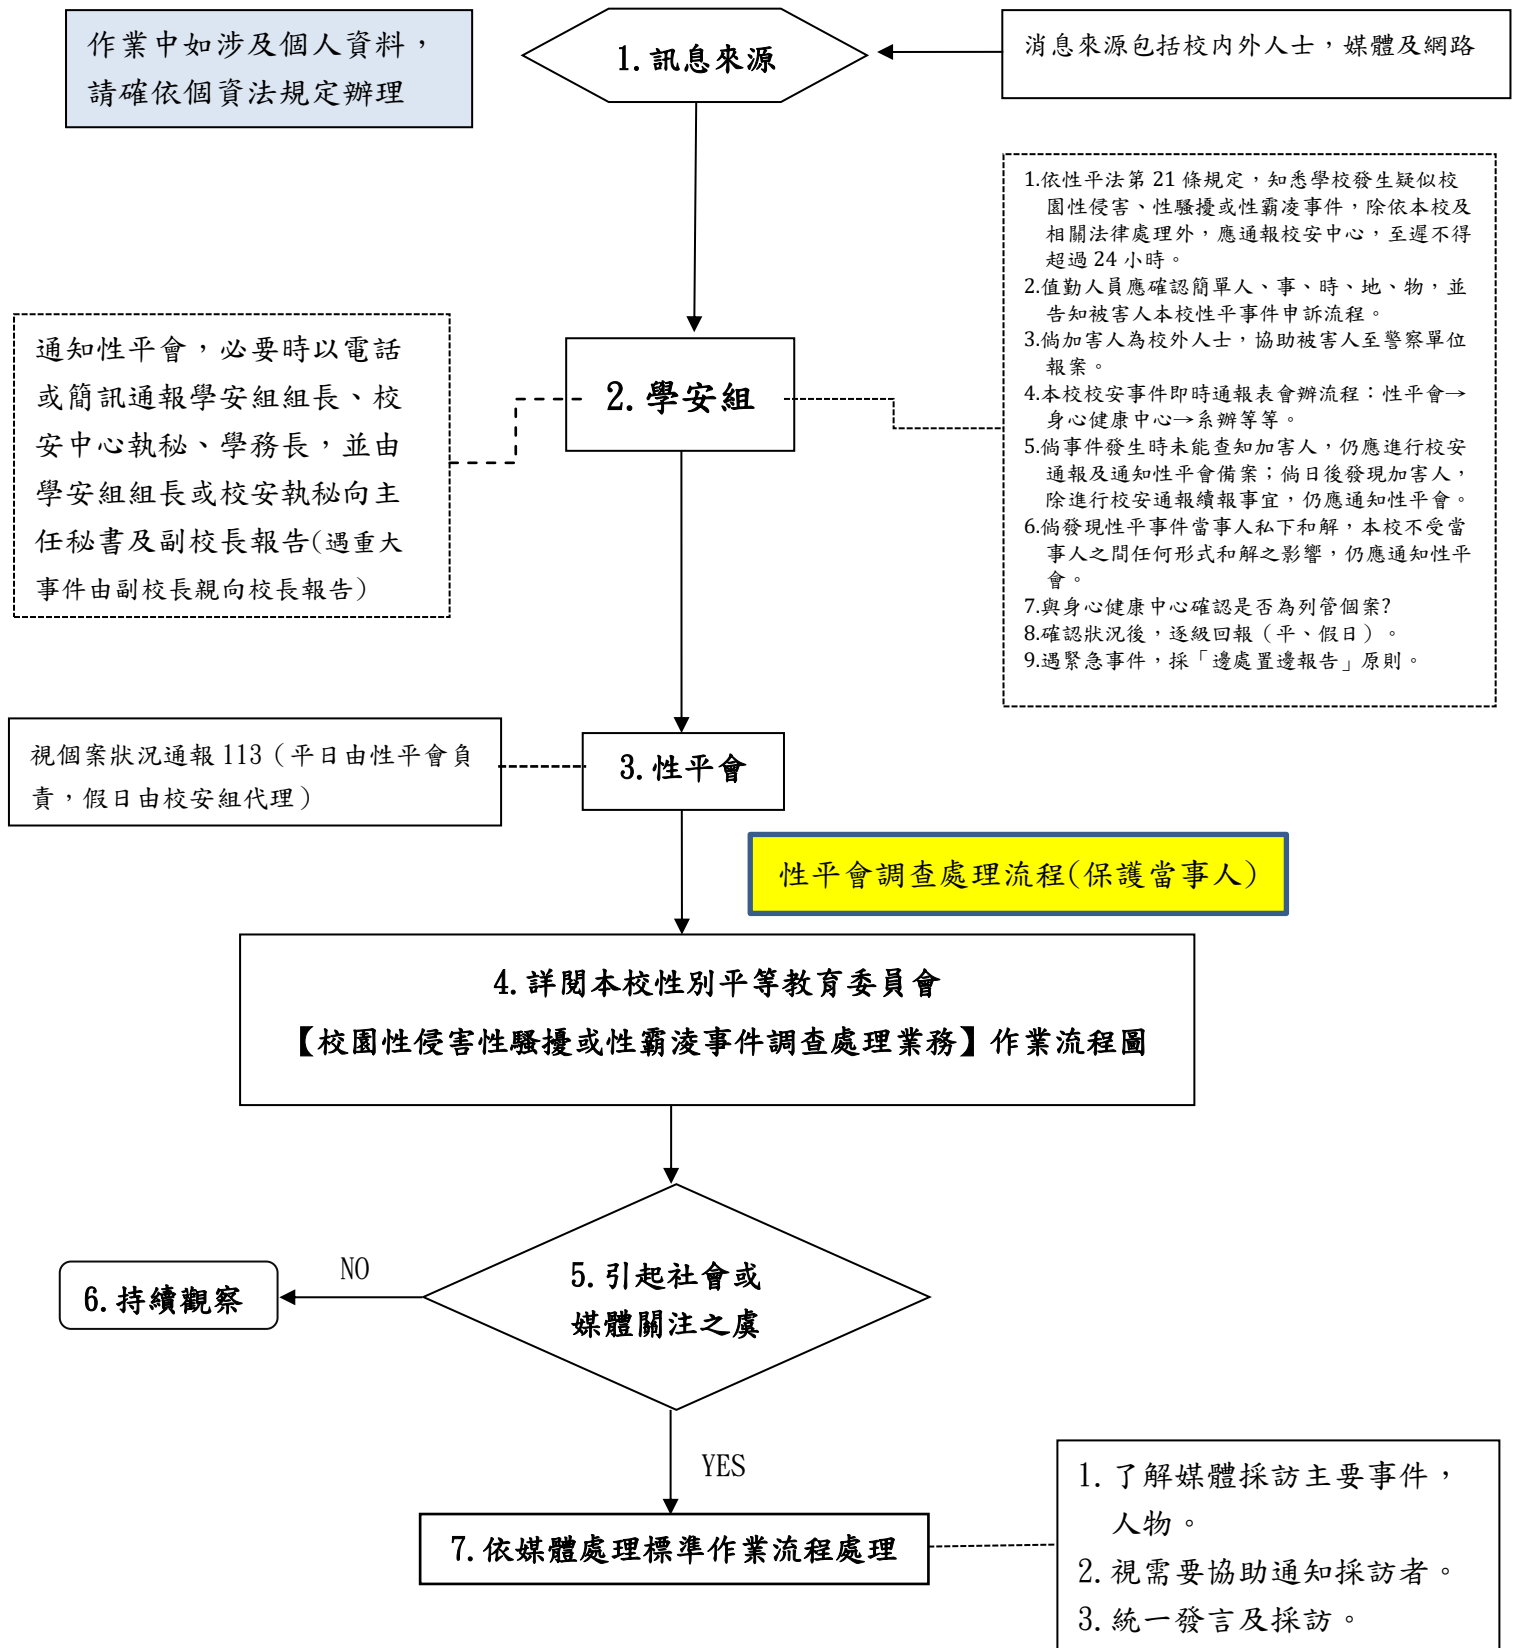 作業中如涉及個人資料，
請確依個資法規定辦理
1.訊息來源
消息來源包括校內外人士，媒體及網路
1.依性平法第 21 條規定，知悉學校發生疑似校
園性侵害、性騷擾或性霸凌事件，除依本校及
相關法律處理外，應通報校安中心，至遲不得
超過 24 小時。
2.值勤人員應確認簡單人、事、時、地、物，並
告知被害人本校性平事件申訴流程。
3.倘加害人為校外人士，協助被害人至警察單位
報案。
4.本校校安事件即時通報表會辦流程：性平會→
身心健康中心→系辦等等。
5.倘事件發生時未能查知加害人，仍應進行校安
通報及通知性平會備案；倘日後發現加害人，
除進行校安通報續報事宜，仍應通知性平會。
6.倘發現性平事件當事人私下和解，本校不受當
事人之間任何形式和解之影響，仍應通知性平
會。
7.與身心健康中心確認是否為列管個案?
8.確認狀況後，逐級回報（平、假日）。
9.遇緊急事件，採「邊處置邊報告」原則。
通知性平會，必要時以電話
或簡訊通報學安組組長、校
安中心執秘、學務長，並由
學安組組長或校安執秘向主
任秘書及副校長報告(遇重大
事件由副校長親向校長報告)
2.學安組
視個案狀況通報 113（平日由性平會負
責，假日由校安組代理）
3.性平會
性平會調查處理流程(保護當事人)
4.詳閱本校性別平等教育委員會
【校園性侵害性騷擾或性霸凌事件調查處理業務】作業流程圖
5.引起社會或
媒體關注之虞
NO
6.持續觀察
YES
7.依媒體處理標準作業流程處理
1.了解媒體採訪主要事件，
人物。
2.視需要協助通知採訪者。
3.統一發言及採訪。